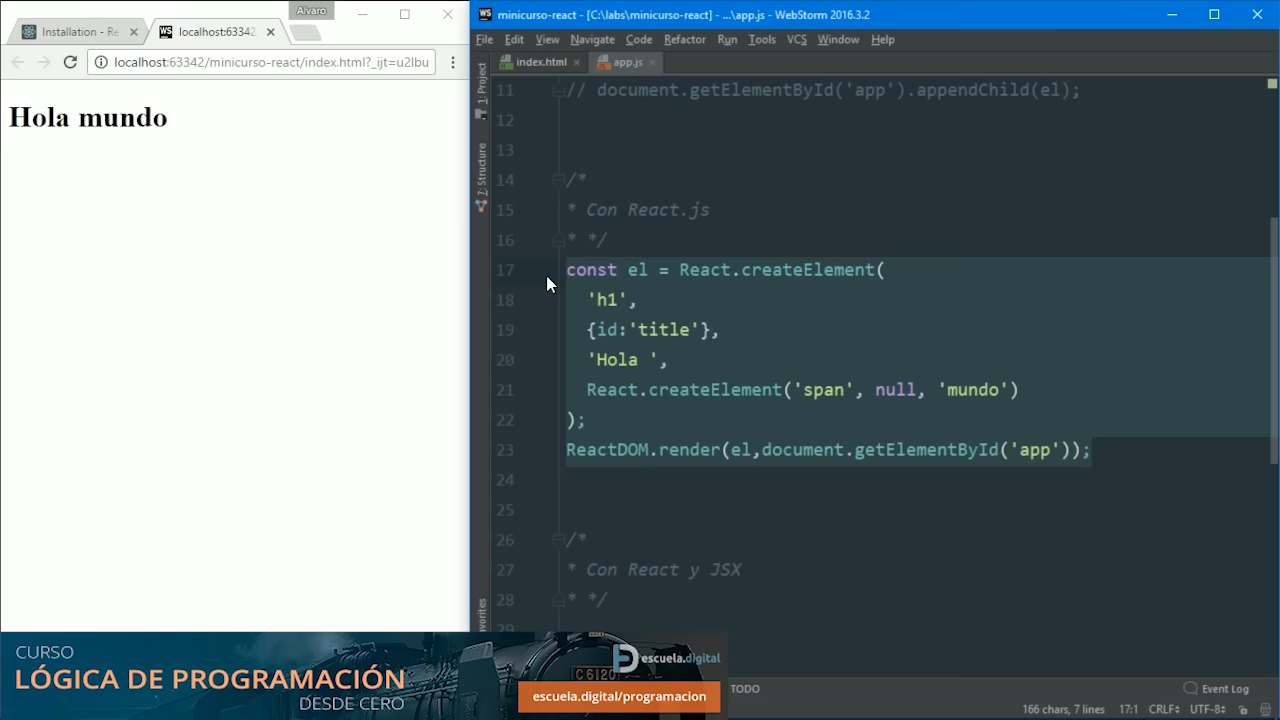 Alvaro
Installation - Re
localhost:63342
localhost:63342/minicurso-react/index.html?_ijt=u2lbu
Hola mundo
minicurso-react - [C:\labs\minicurso-react] - ...\app.js - WebStorm 2016.3.2
File Edit View Navigate Code Refactor Run Tools VCS Window Help
index.html
app.js
1: Project
7: Structure
avorites
11 // document.getElementById('app').appendChild(el);
12
13
14 /*
15 * Con React.js
16 * */
17 const el = React.createElement(
18 'h1',
19 {id:'title'},
20 'Hola ',
21 React.createElement('span', null, 'mundo')
22 );
23 ReactDOM.render(el,document.getElementById('app'));
24
25
26 /*
27 * Con React y JSX
28 * */
29
CURSO
LÓGICA DE PROGRAMACIÓN
DESDE CERO
C6120
escuela.digital
escuela.digital/programacion
TODO
Event Log
166 chars, 7 lines 17:1 CRLF÷ UTF-8÷